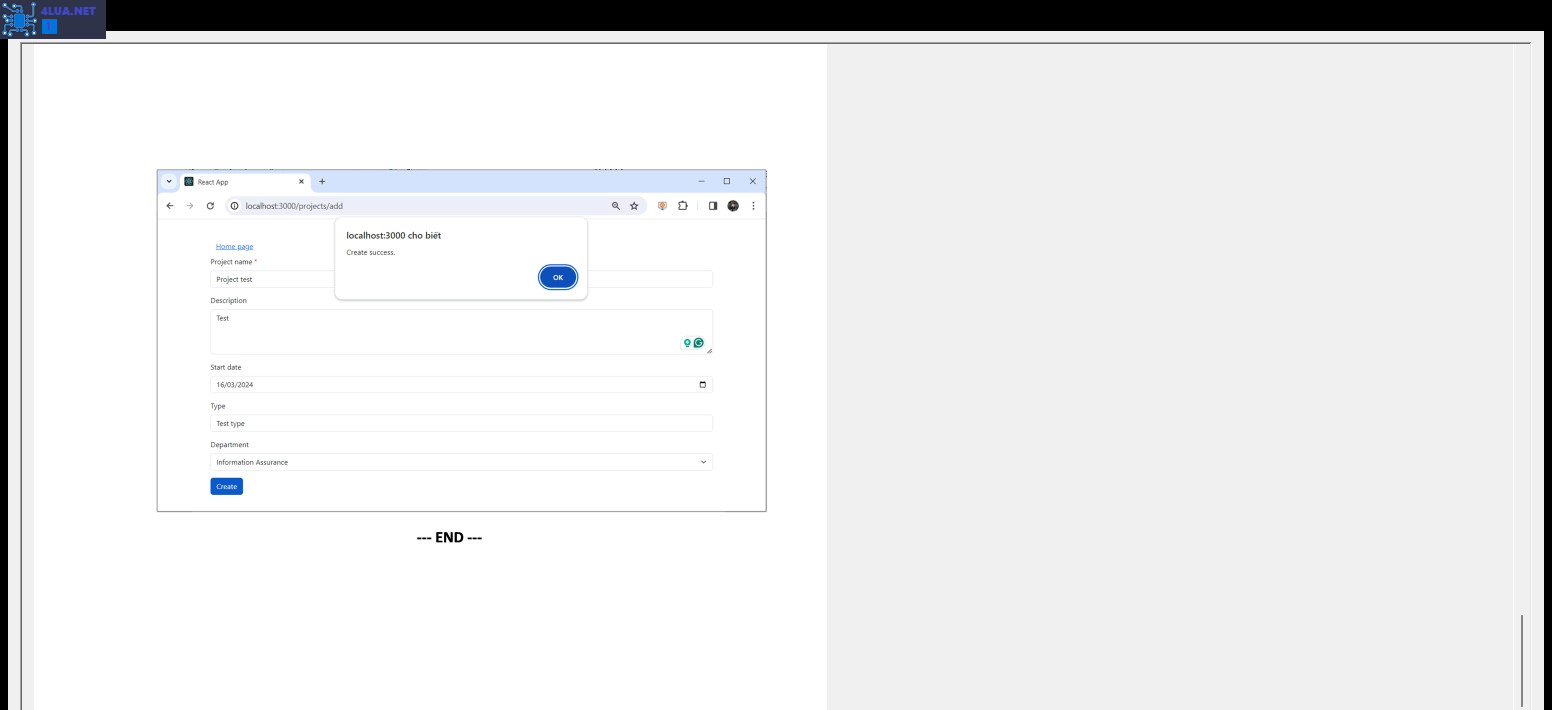 4LUA.NET
React App
localhost:3000/projects/add
localhost:3000 cho biết
Create success.
OK
Home page
Project name *
Project test
Description
Test
Start date
16/03/2024
Type
Test type
Department
Information Assurance
Create
--- END ---